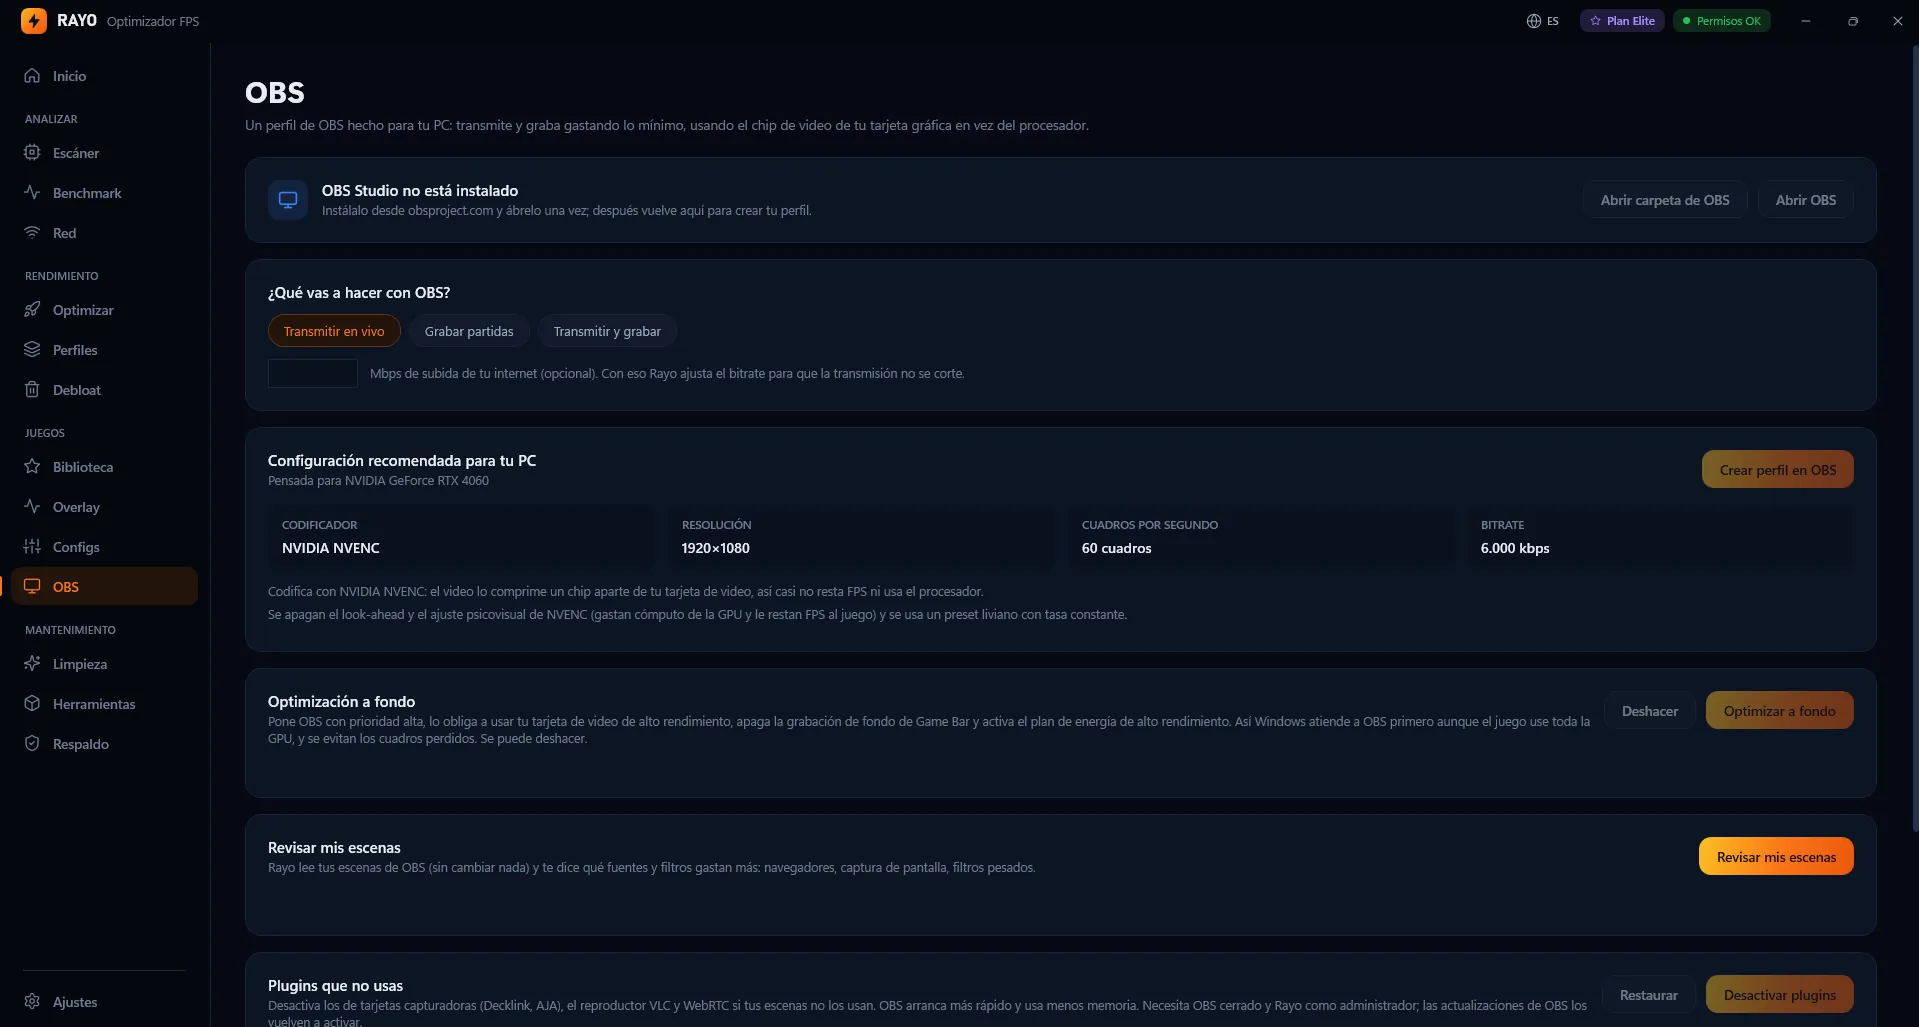 RAYO Optimizador FPS
ES
Plan Elite
Permisos OK
Inicio
ANALIZAR
Escáner
Benchmark
Red
RENDIMIENTO
Optimizar
Perfiles
Debloat
JUEGOS
Biblioteca
Overlay
Configs
OBS
MANTENIMIENTO
Limpieza
Herramientas
Respaldo
Ajustes
OBS
Un perfil de OBS hecho para tu PC: transmite y graba gastando lo mínimo, usando el chip de video de tu tarjeta gráfica en vez del procesador.
OBS Studio no está instalado
Instálalo desde obsproject.com y ábrelo una vez; después vuelve aquí para crear tu perfil.
Abrir carpeta de OBS
Abrir OBS
¿Qué vas a hacer con OBS?
Transmitir en vivo
Grabar partidas
Transmitir y grabar
Mbps de subida de tu internet (opcional). Con eso Rayo ajusta el bitrate para que la transmisión no se corte.
Configuración recomendada para tu PC
Pensada para NVIDIA GeForce RTX 4060
Crear perfil en OBS
CODIFICADOR
NVIDIA NVENC
RESOLUCIÓN
1920×1080
CUADROS POR SEGUNDO
60 cuadros
BITRATE
6.000 kbps
Codifica con NVIDIA NVENC: el video lo comprime un chip aparte de tu tarjeta de video, así casi no resta FPS ni usa el procesador.
Se apagan el look-ahead y el ajuste psicovisual de NVENC (gastan cómputo de la GPU y le restan FPS al juego) y se usa un preset liviano con tasa constante.
Optimización a fondo
Pone OBS con prioridad alta, lo obliga a usar tu tarjeta de video de alto rendimiento, apaga la grabación de fondo de Game Bar y activa el plan de energía de alto rendimiento. Así Windows atiende a OBS primero aunque el juego use toda la
GPU, y se evitan los cuadros perdidos. Se puede deshacer.
Deshacer
Optimizar a fondo
Revisar mis escenas
Rayo lee tus escenas de OBS (sin cambiar nada) y te dice qué fuentes y filtros gastan más: navegadores, captura de pantalla, filtros pesados.
Revisar mis escenas
Plugins que no usas
Desactiva los de tarjetas capturadoras (Decklink, AJA), el reproductor VLC y WebRTC si tus escenas no los usan. OBS arranca más rápido y usa menos memoria. Necesita OBS cerrado y Rayo como administrador; las actualizaciones de OBS los
vuelven a activar.
Restaurar
Desactivar plugins